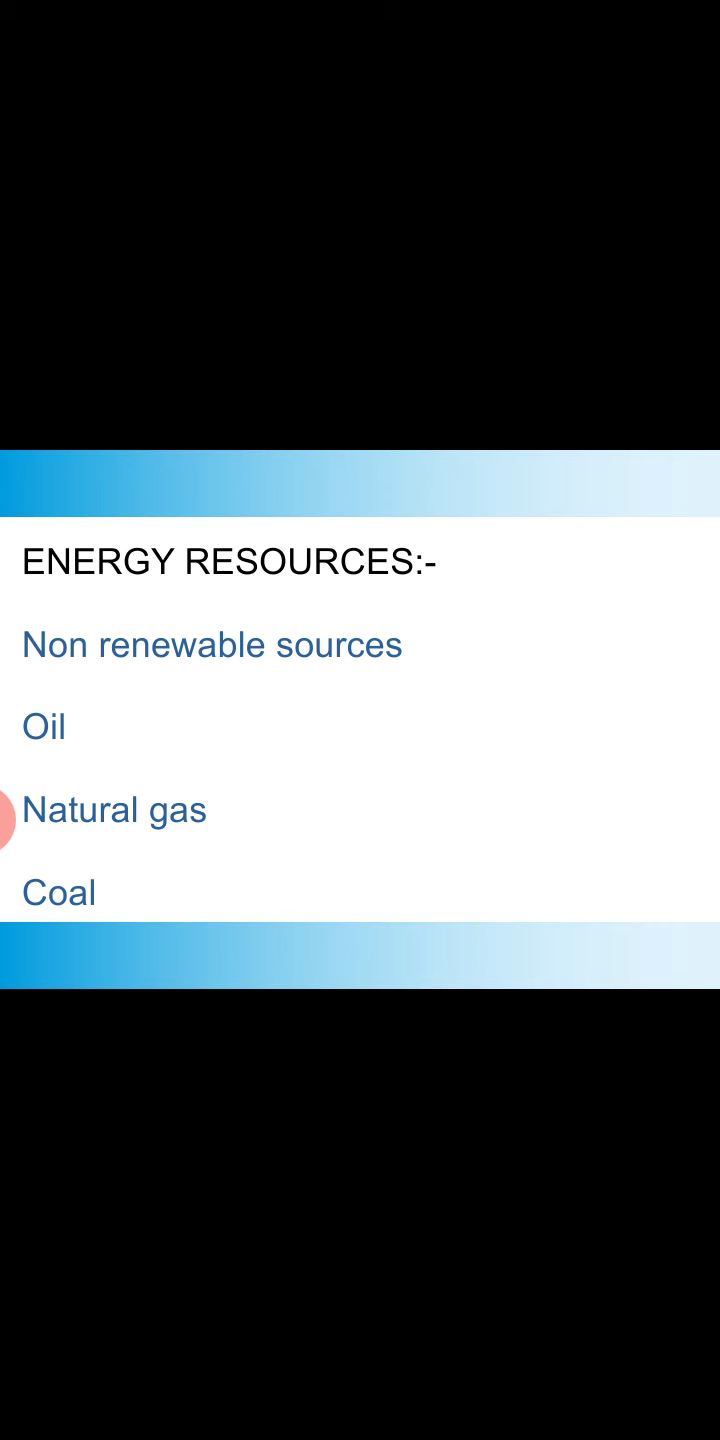 ENERGY RESOURCES:-
Non renewable sources
Oil
Natural gas
Coal